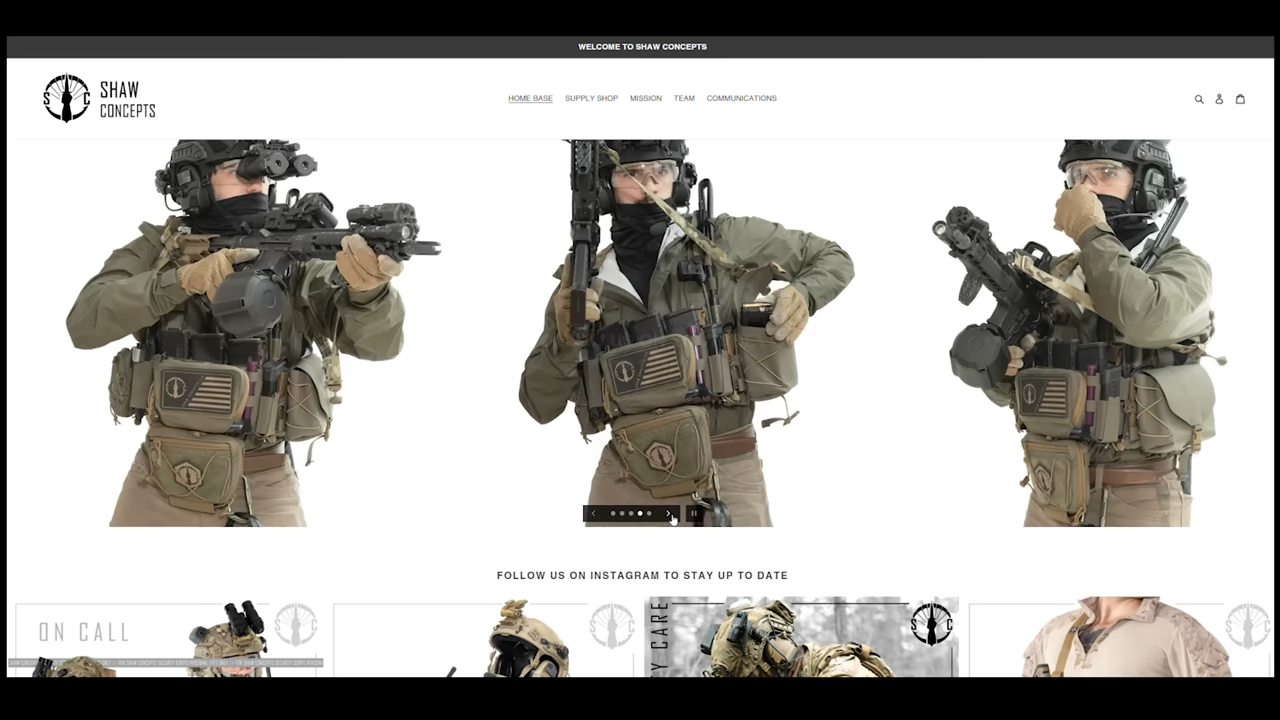 WELCOME TO SHAW CONCEPTS
S C
SHAW
CONCEPTS
HOME BASE SUPPLY SHOP MISSION TEAM COMMUNICATIONS
FOLLOW US ON INSTAGRAM TO STAY UP TO DATE
ON CALL
Y CARE
S C